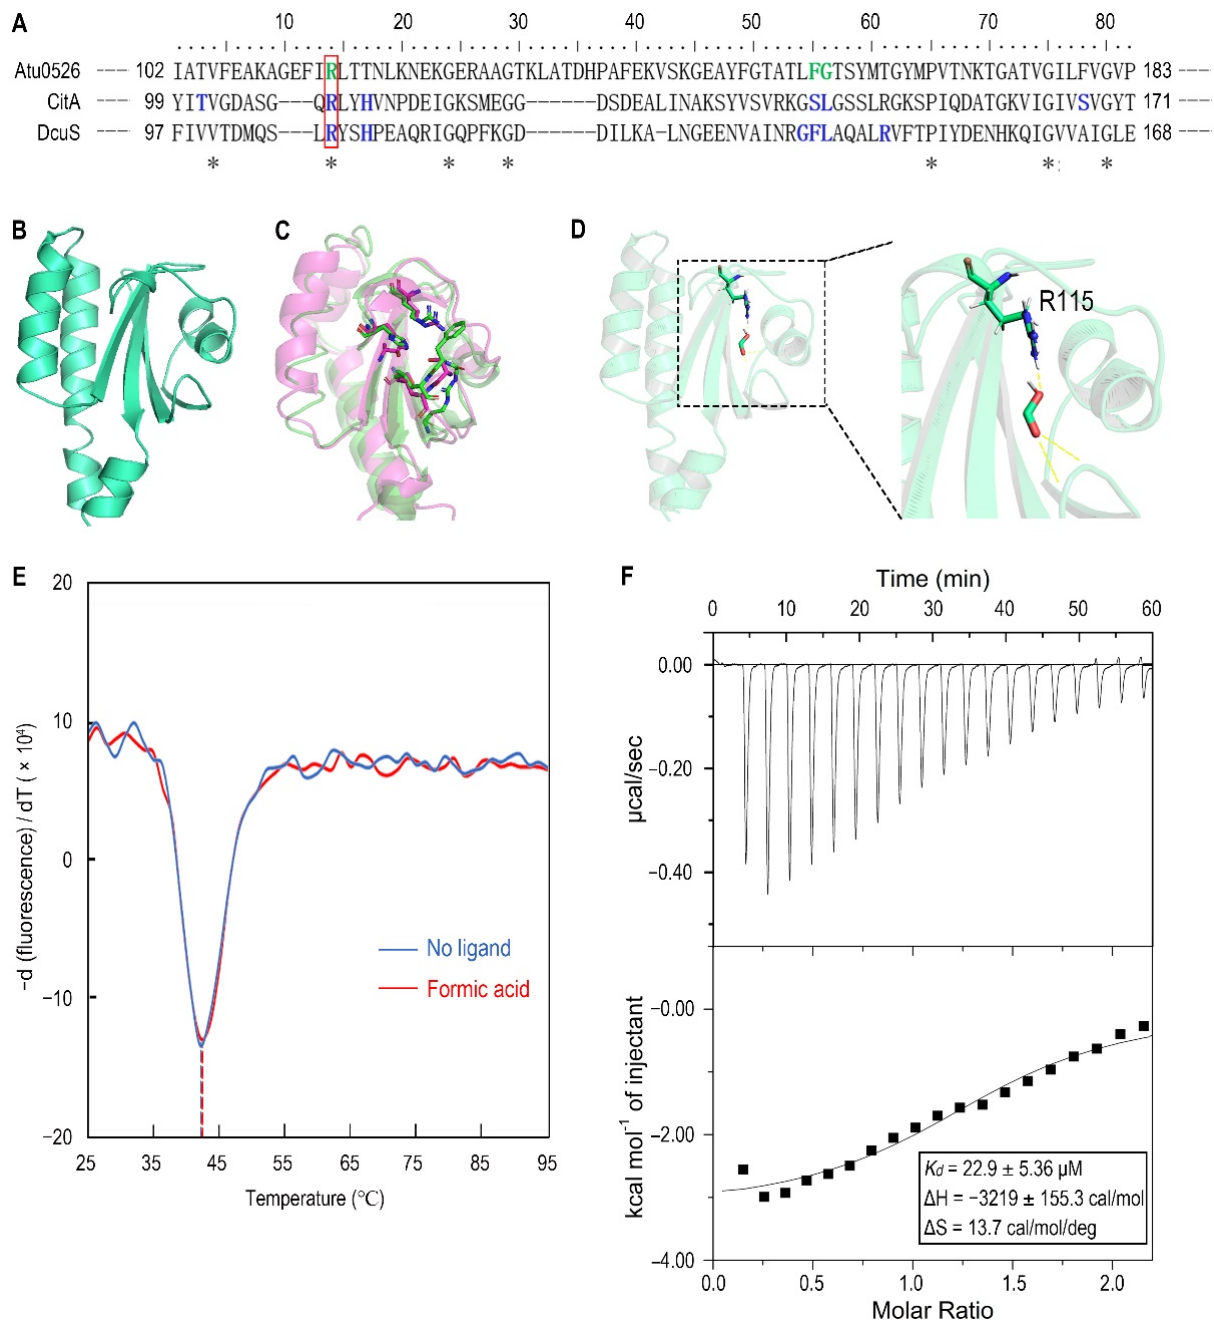 A
10 20 30 40 50 60 70 80
Atu0526 ---- 102 IATVFEAKAGEFIRLTTNLKNEKGERAAGTKLATDHPAFEKVSKGEAYFGTATLFGTSYMTGYMPVTNKTGATVGILFVGVP 183 ----
CitA ---- 99 YITVGDASG----QRLYHVNPDEIGKSMEGG------DSDEALINAKSYVSVRKGSLGSSLRGKSPIQDATGKVIGIVSVGYT 171 ----
DcuS ---- 97 FIVVTDMQS----LRYSHPEAQRIGQPFKGD------DILKA-LNGEENVAINRGFLAQALRVFTPIYDENHKQIGVVAIGLE 168 ----
* * * * * * : *
B
C
D
R115
E
20
10
0
−10
−20
25 35 45 55 65 75 85 95
−d (fluorescence) / dT ( × 10⁴)
Temperature (℃)
No ligand
Formic acid
F
Time (min)
0 10 20 30 40 50 60
0.00
−0.20
−0.40
μcal/sec
−0.00
−2.00
−4.00
kcal mol⁻¹ of injectant
Kd = 22.9 ± 5.36 μM
ΔH = −3219 ± 155.3 cal/mol
ΔS = 13.7 cal/mol/deg
0.0 0.5 1.0 1.5 2.0
Molar Ratio